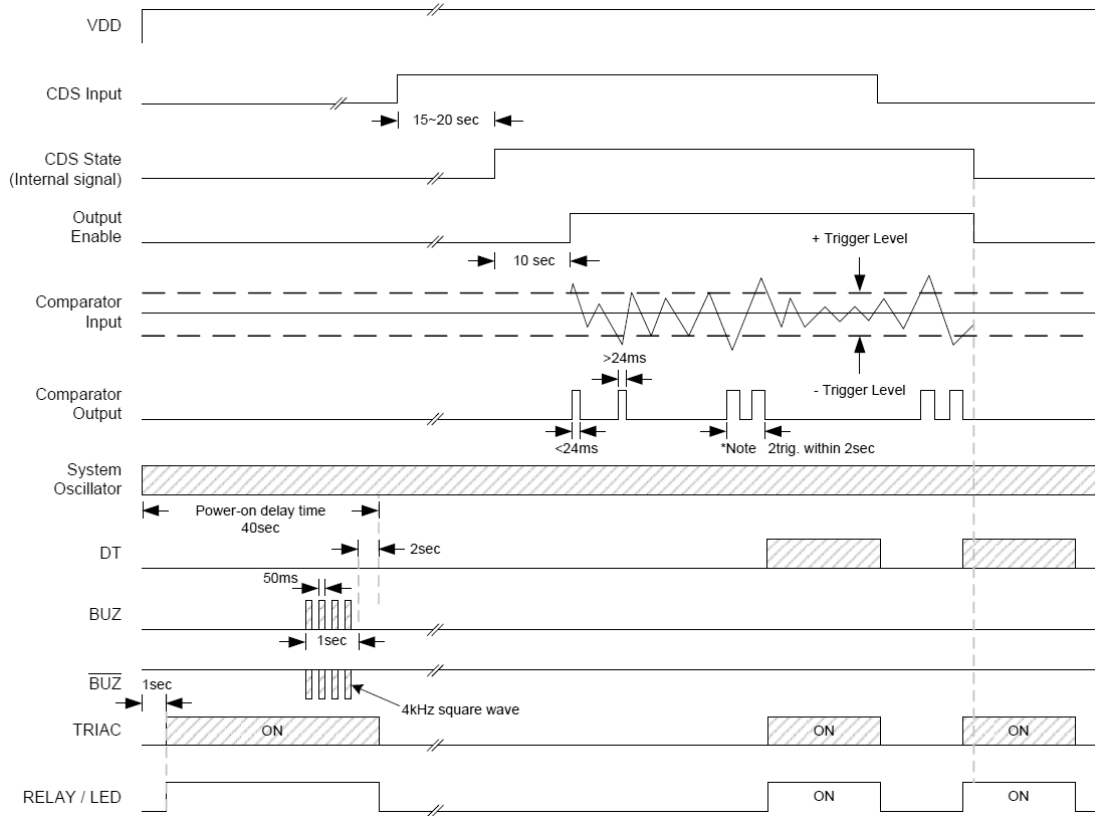 VDD
CDS Input
15~20 sec
CDS State
(Internal signal)
Output
Enable
10 sec
+ Trigger Level
Comparator
Input
- Trigger Level
>24ms
Comparator
Output
<24ms
*Note 2trig. within 2sec
System
Oscillator
Power-on delay time
40sec
DT
2sec
50ms
BUZ
1sec
BUZ
1sec
4kHz square wave
TRIAC
ON
ON
ON
RELAY / LED
ON
ON